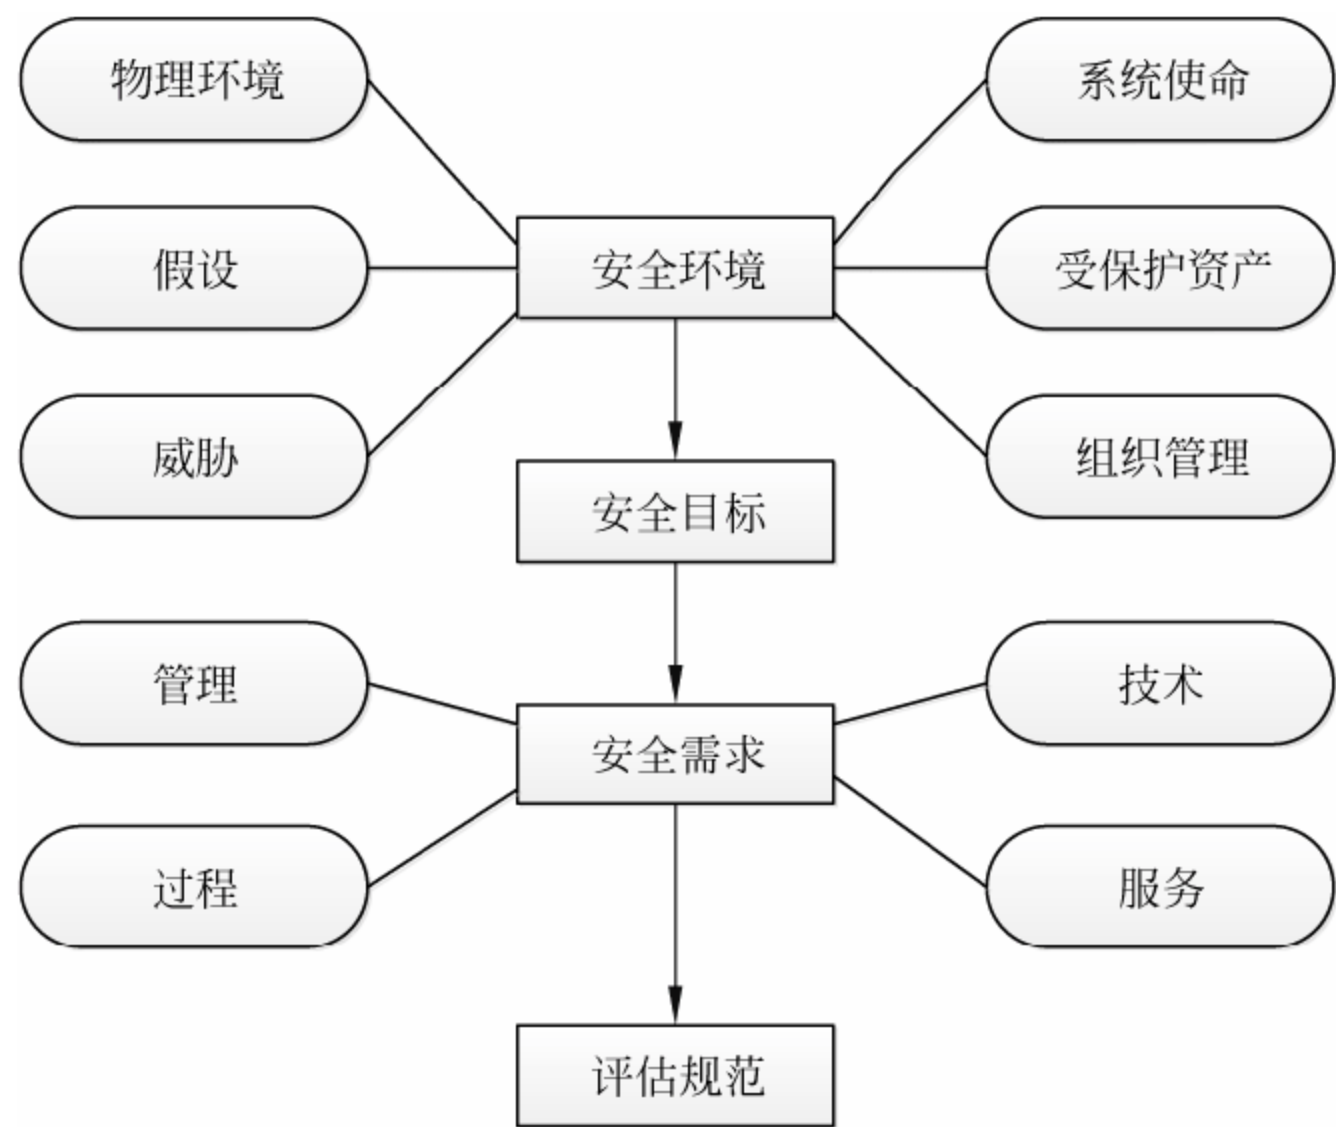 物理环境
系统使命
假设
安全环境
受保护资产
威胁
组织管理
安全目标
管理
技术
安全需求
过程
服务
评估规范